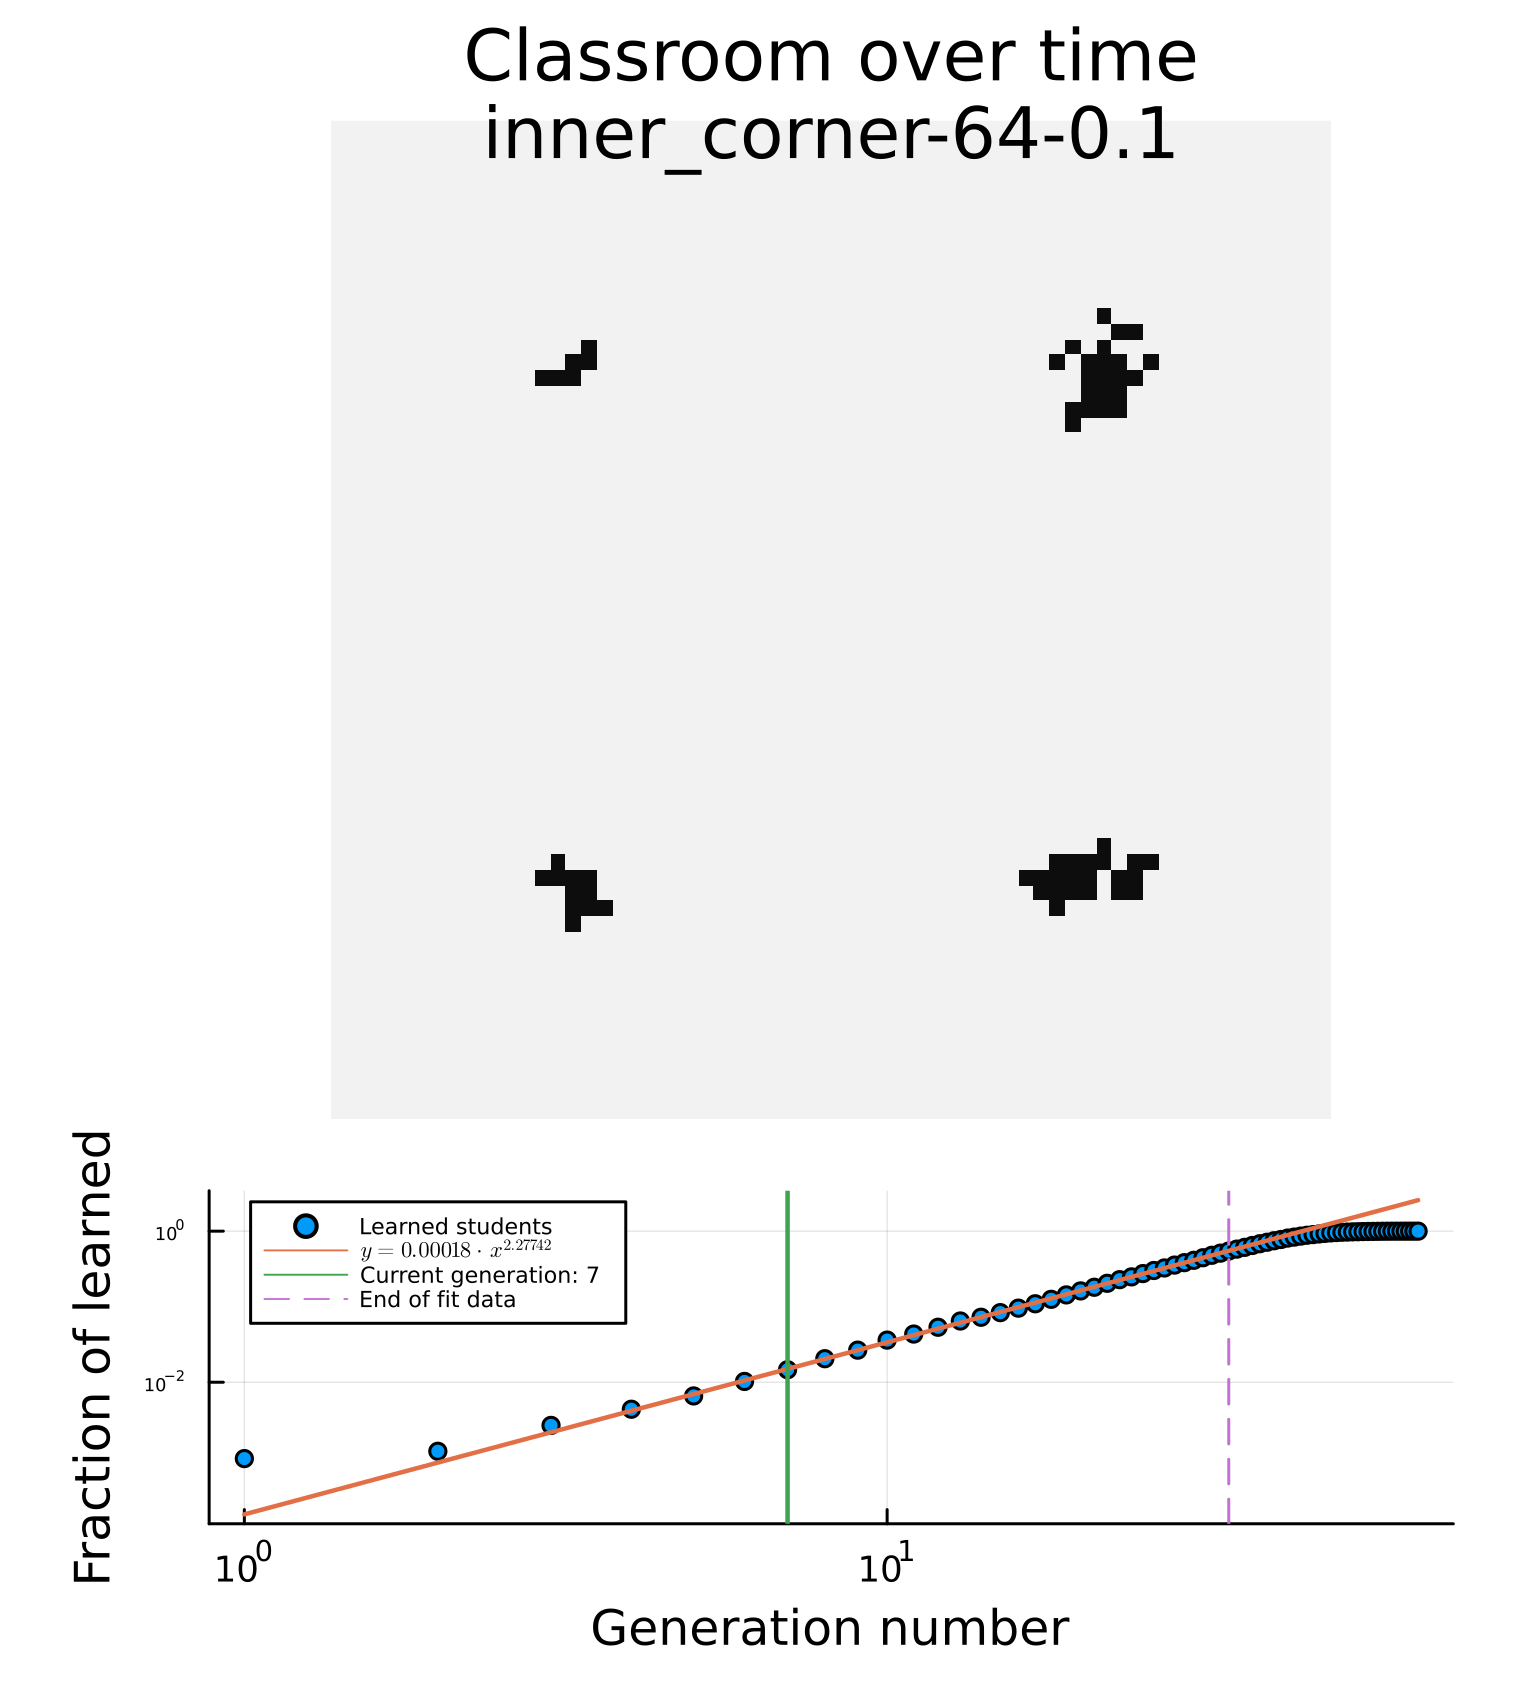 Classroom over time
inner_corner-64-0.1
Fraction of learned
10^0
10^-2
Learned students
y = 0.00018 · x^2.27742
Current generation: 7
End of fit data
10^0
10^1
Generation number